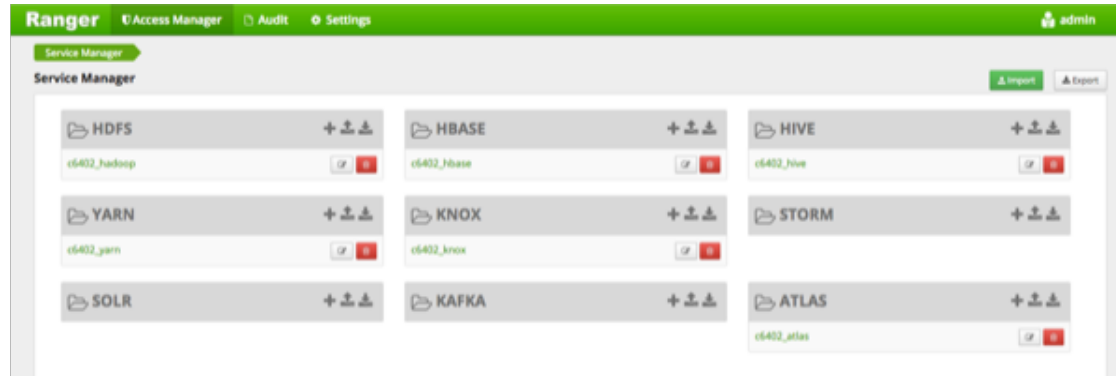 Ranger Access Manager Audit Settings admin
Service Manager
Service Manager Import Export
HDFS HBASE HIVE
c6402_hadoop c6402_hbase c6402_hive
YARN KNOX STORM
c6402_yarn c6402_knox
SOLR KAFKA ATLAS
c6402_atlas